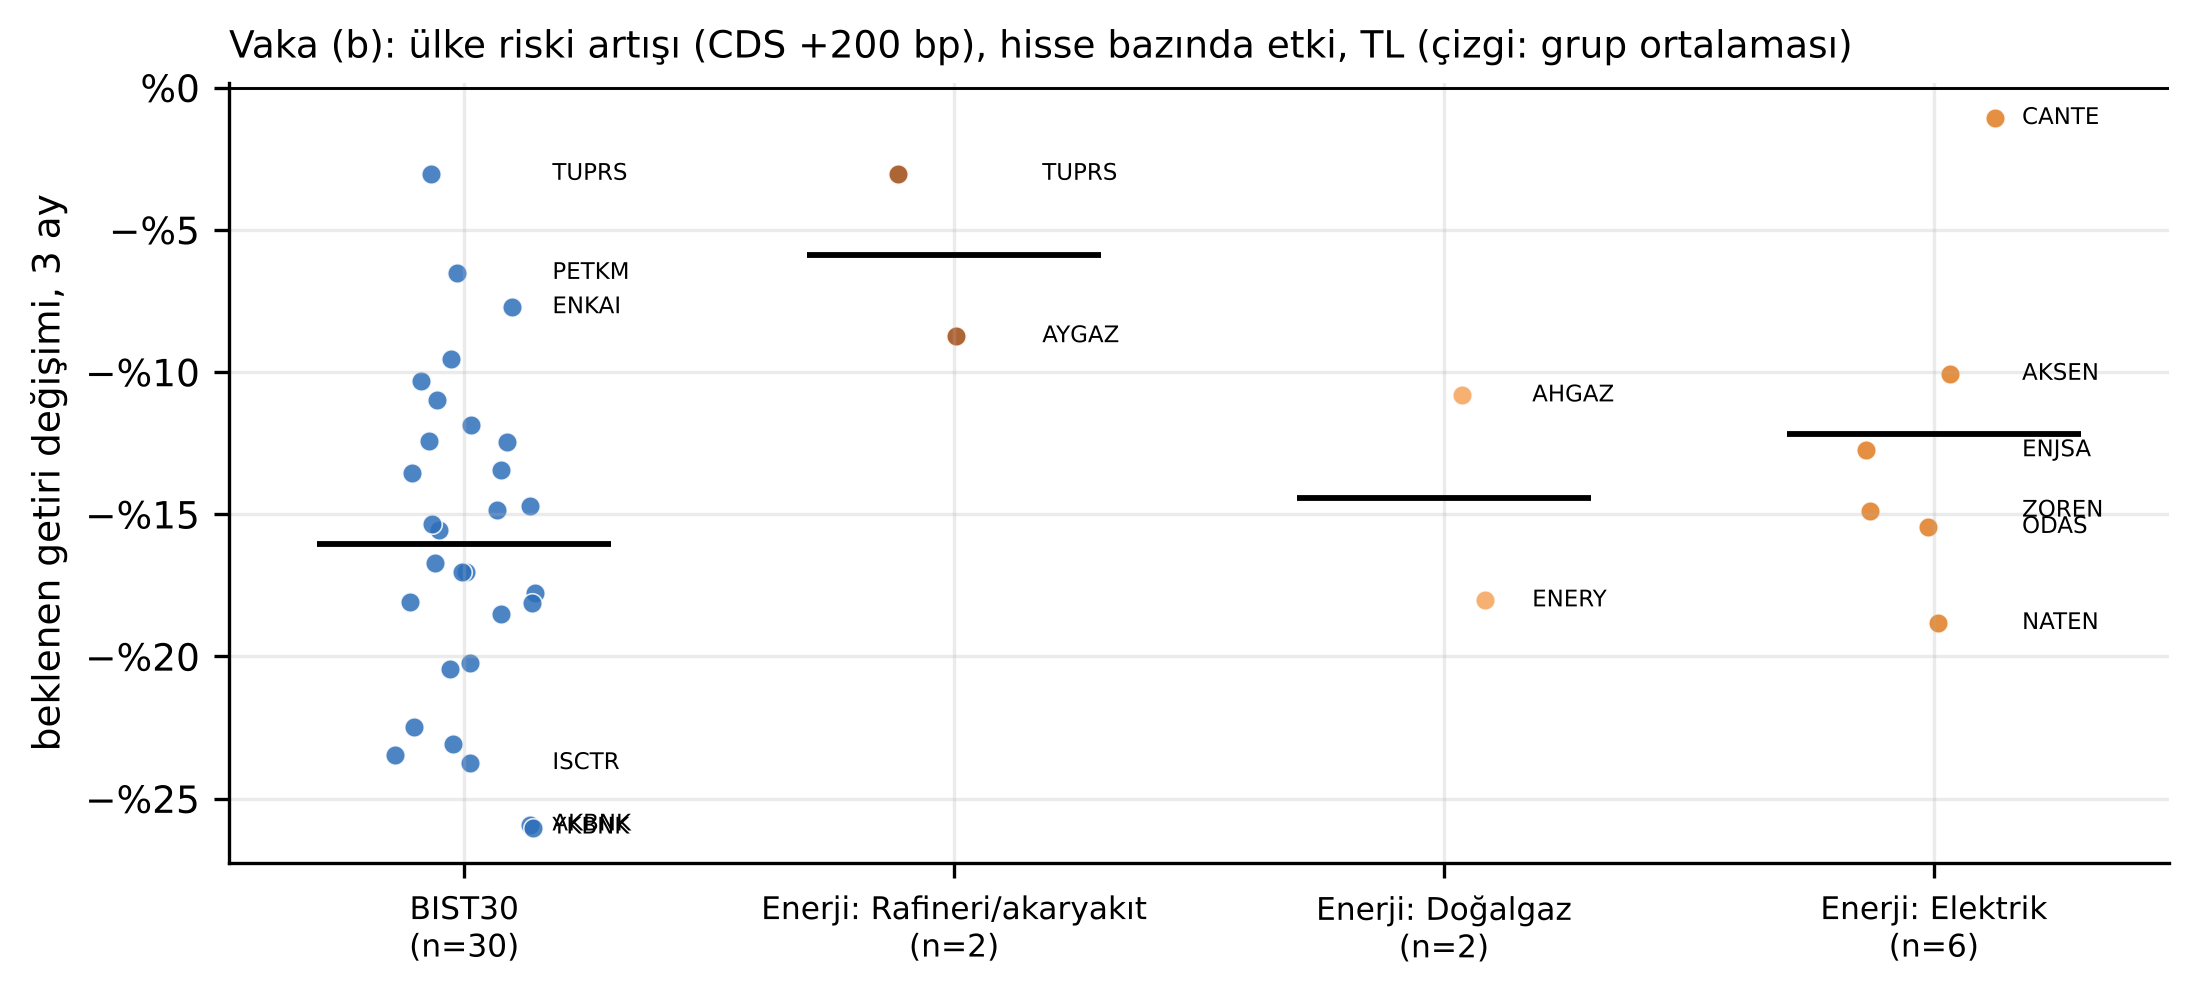 Vaka (b): ülke riski artışı (CDS +200 bp), hisse bazında etki, TL (çizgi: grup ortalaması)
beklenen getiri değişimi, 3 ay
%0
−%5
−%10
−%15
−%20
−%25
TUPRS
PETKM
ENKAI
ISCTR
AKBNK
YKBNK
TUPRS
AYGAZ
AHGAZ
ENERY
CANTE
AKSEN
ENJSA
ZOREN
ODAS
NATEN
BIST30
(n=30)
Enerji: Rafineri/akaryakıt
(n=2)
Enerji: Doğalgaz
(n=2)
Enerji: Elektrik
(n=6)